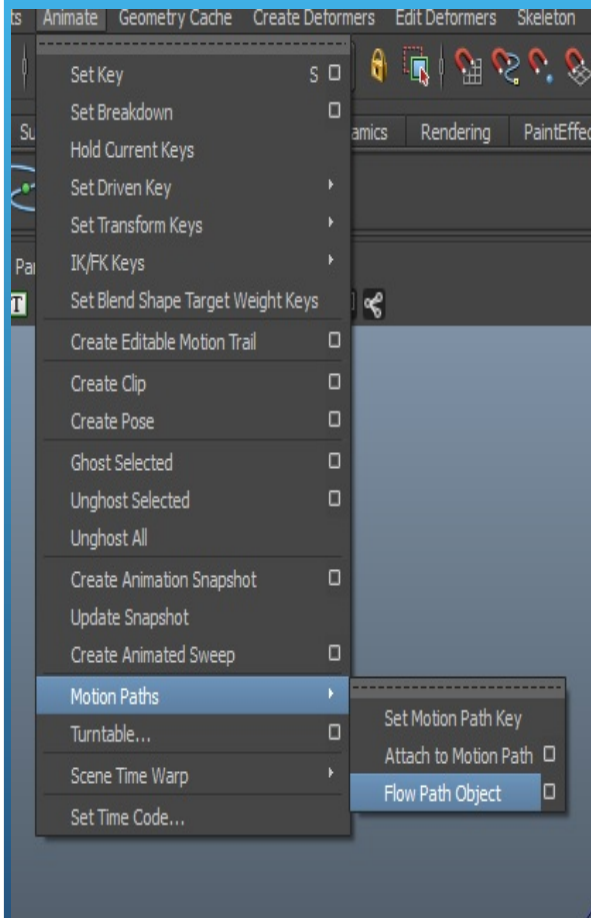 ts Animate Geometry Cache Create Deformers Edit Deformers Skeleton
Set Key S
Su
Set Breakdown
amics Rendering PaintEffec
Hold Current Keys
Set Driven Key
Set Transform Keys
Pa
IK/FK Keys
T
Set Blend Shape Target Weight Keys
Create Editable Motion Trail
Create Clip
Create Pose
Ghost Selected
Unghost Selected
Unghost All
Create Animation Snapshot
Update Snapshot
Create Animated Sweep
Motion Paths
Turntable...
Scene Time Warp
Set Time Code...
Set Motion Path Key
Attach to Motion Path
Flow Path Object